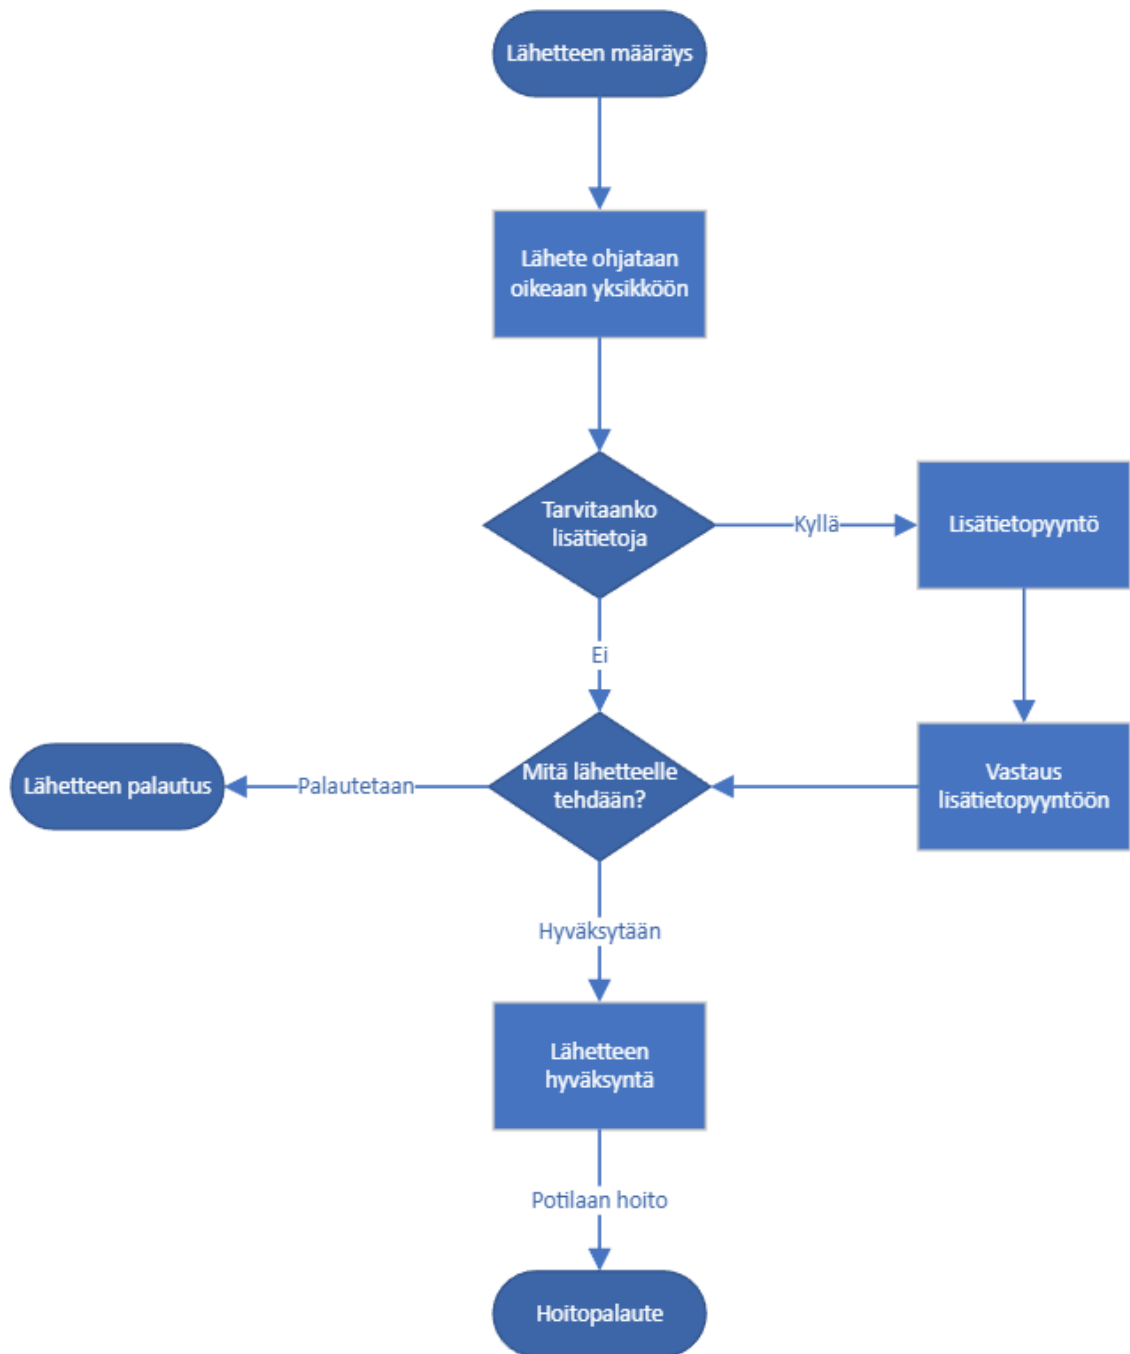 Lähetteen määräys
Lähete ohjataan
oikeaan yksikköön
Tarvitaanko
lisätietoja
Kyllä
Lisätietopyyntö
Ei
Lähetteen palautus
Palautetaan
Mitä lähetteelle
tehdään?
Vastaus
lisätietopyyntöön
Hyväksytään
Lähetteen
hyväksyntä
Potilaan hoito
Hoitopalaute